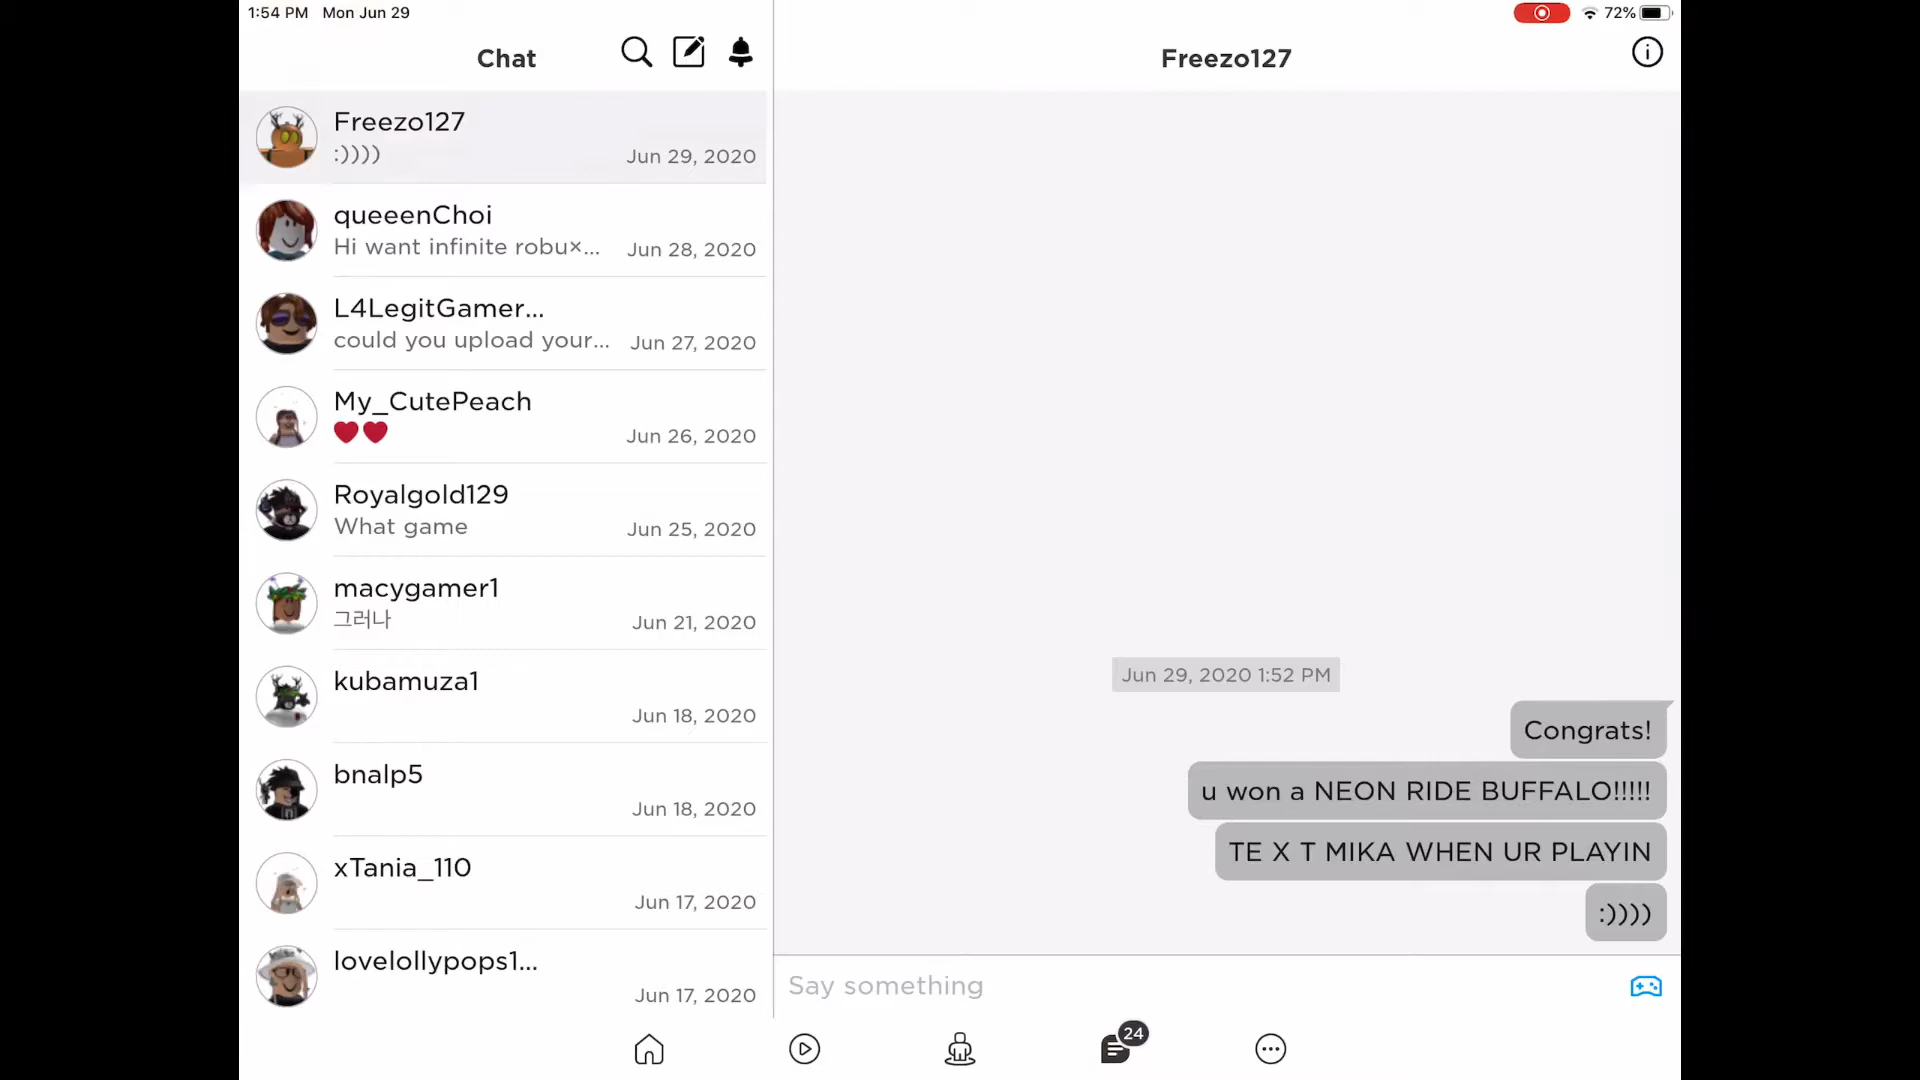 1:54 PM Mon Jun 29
72%
Chat
Freezo127
:))))
Jun 29, 2020
queeenChoi
Hi want infinite robu×...
Jun 28, 2020
L4LegitGamer...
could you upload your...
Jun 27, 2020
My_CutePeach
❤❤
Jun 26, 2020
Royalgold129
What game
Jun 25, 2020
macygamer1
그러나
Jun 21, 2020
kubamuza1
Jun 18, 2020
bnalp5
Jun 18, 2020
xTania_110
Jun 17, 2020
lovelollypops1...
Jun 17, 2020
Freezo127
Jun 29, 2020 1:52 PM
Congrats!
u won a NEON RIDE BUFFALO!!!!!
TE X T MIKA WHEN UR PLAYIN
:))))
Say something
24